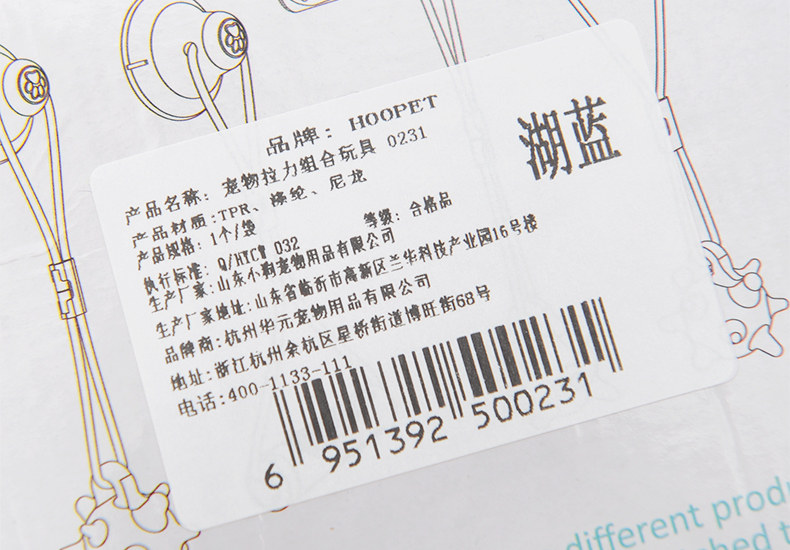 品牌: HOOPET
湖蓝
产品名称: 宠物拉力组合玩具 0231
产品材质:TPR、涤纶、尼龙
产品规格: 1个/袋 等级: 合格品
执行标准: Q/HYCW 032
生产厂家:山东小狗宠物用品有限公司
生产厂家地址:山东省临沂市高新区兰华科技产业园16号楼
品牌商:杭州华元宠物用品有限公司
地址:浙江杭州余杭区星桥街道博旺街68号
电话:400-1133-111
6 951392 500231
different produ
hed t